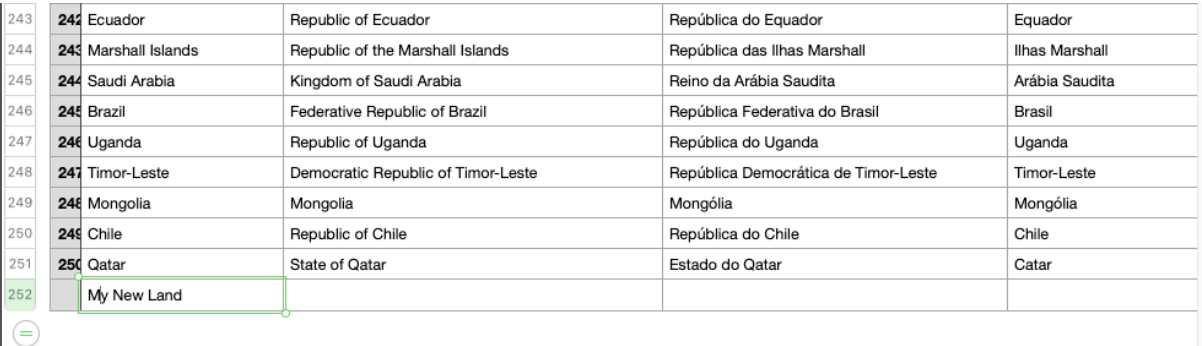 243 242 Ecuador Republic of Ecuador República do Equador Equador
244 243 Marshall Islands Republic of the Marshall Islands República das Ilhas Marshall Ilhas Marshall
245 244 Saudi Arabia Kingdom of Saudi Arabia Reino da Arábia Saudita Arábia Saudita
246 245 Brazil Federative Republic of Brazil República Federativa do Brasil Brasil
247 246 Uganda Republic of Uganda República do Uganda Uganda
248 247 Timor-Leste Democratic Republic of Timor-Leste República Democrática de Timor-Leste Timor-Leste
249 248 Mongolia Mongolia Mongólia Mongólia
250 249 Chile Republic of Chile República do Chile Chile
251 250 Qatar State of Qatar Estado do Qatar Catar
252 My New Land